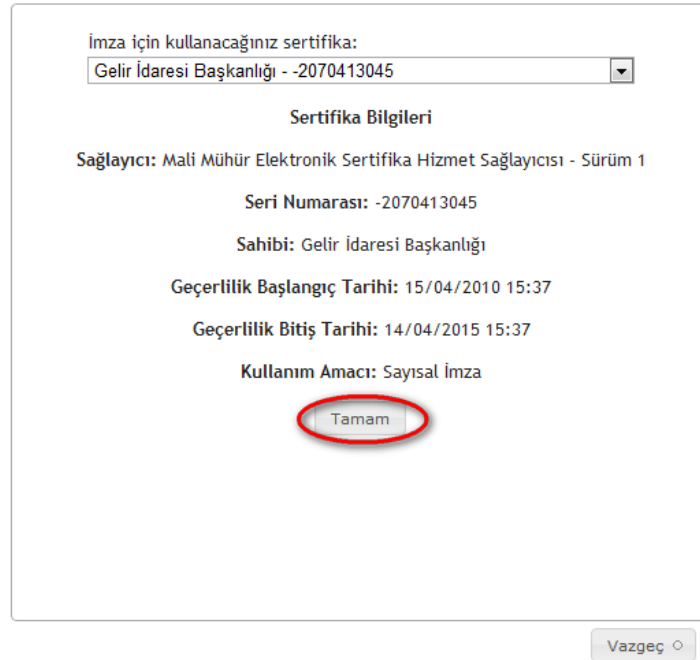 İmza için kullanacağınız sertifika:
Gelir İdaresi Başkanlığı - -2070413045
Sertifika Bilgileri
Sağlayıcı: Mali Mühür Elektronik Sertifika Hizmet Sağlayıcısı - Sürüm 1
Seri Numarası: -2070413045
Sahibi: Gelir İdaresi Başkanlığı
Geçerlilik Başlangıç Tarihi: 15/04/2010 15:37
Geçerlilik Bitiş Tarihi: 14/04/2015 15:37
Kullanım Amacı: Sayısal İmza
Tamam
Vazgeç